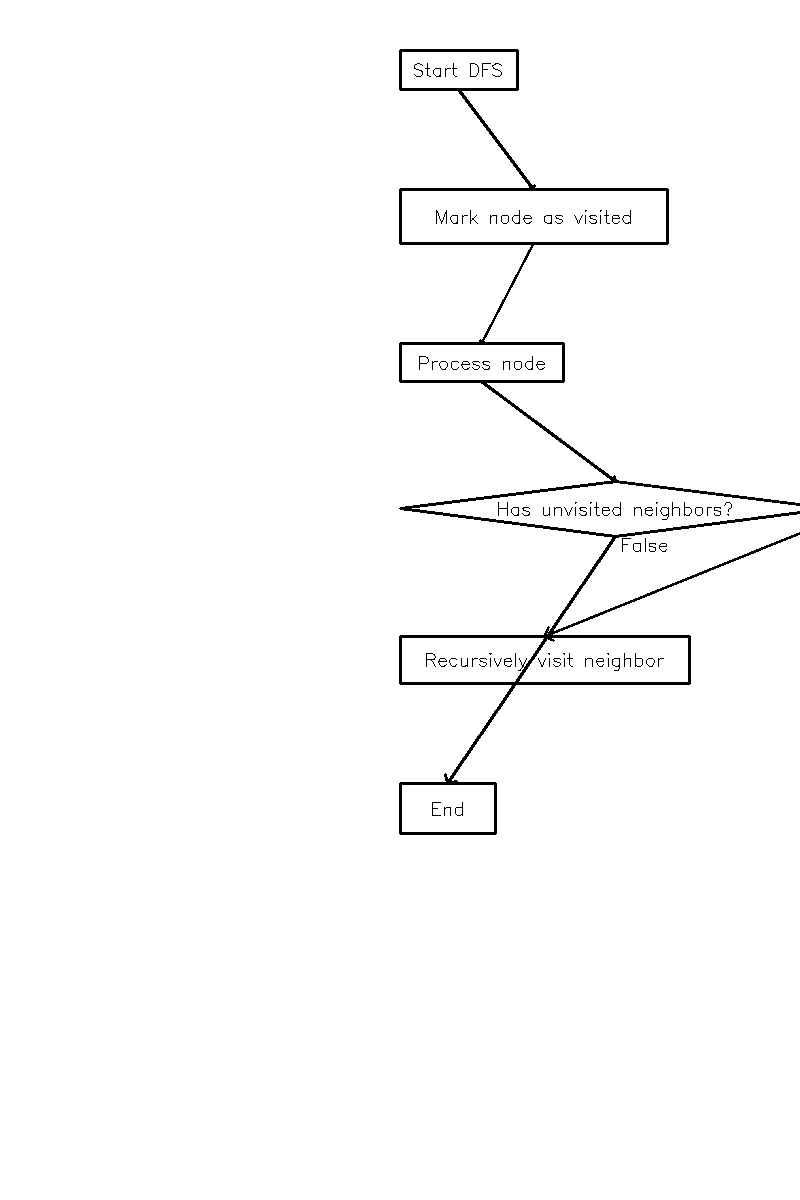 Start DFS
Mark node as visited
Process node
Has unvisited neighbors?
False
Recursively visit neighbor
End